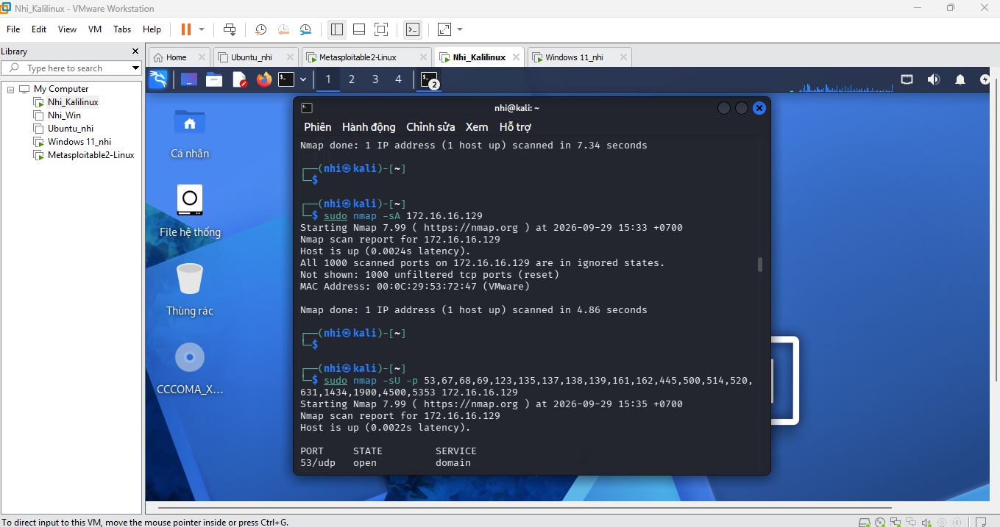 Nhi_Kalilinux - VMware Workstation
File Edit View VM Tabs Help
Library
Type here to search
My Computer
Nhi_Kalilinux
Nhi_Win
Ubuntu_nhi
Windows 11_nhi
Metasploitable2-Linux
Home Ubuntu_nhi Metasploitable2-Linux Nhi_Kalilinux Windows 11_nhi
1 2 3 4 2
Cá nhân
File hệ thống
Thùng rác
CCCOMA_X...
nhi@kali: ~
Phiên Hành động Chỉnh sửa Xem Hỗ trợ
Nmap done: 1 IP address (1 host up) scanned in 7.34 seconds
┌──(nhi㉿kali)-[~]
└─$
┌──(nhi㉿kali)-[~]
└─$ sudo nmap -sA 172.16.16.129
Starting Nmap 7.99 ( https://nmap.org ) at 2026-09-29 15:33 +0700
Nmap scan report for 172.16.16.129
Host is up (0.0024s latency).
All 1000 scanned ports on 172.16.16.129 are in ignored states.
Not shown: 1000 unfiltered tcp ports (reset)
MAC Address: 00:0C:29:53:72:47 (VMware)
Nmap done: 1 IP address (1 host up) scanned in 4.86 seconds
┌──(nhi㉿kali)-[~]
└─$
┌──(nhi㉿kali)-[~]
└─$ sudo nmap -sU -p 53,67,68,69,123,135,137,138,139,161,162,445,500,514,520,
631,1434,1900,4500,5353 172.16.16.129
Starting Nmap 7.99 ( https://nmap.org ) at 2026-09-29 15:35 +0700
Nmap scan report for 172.16.16.129
Host is up (0.0022s latency).
PORT STATE SERVICE
53/udp open domain
To direct input to this VM, move the mouse pointer inside or press Ctrl+G.